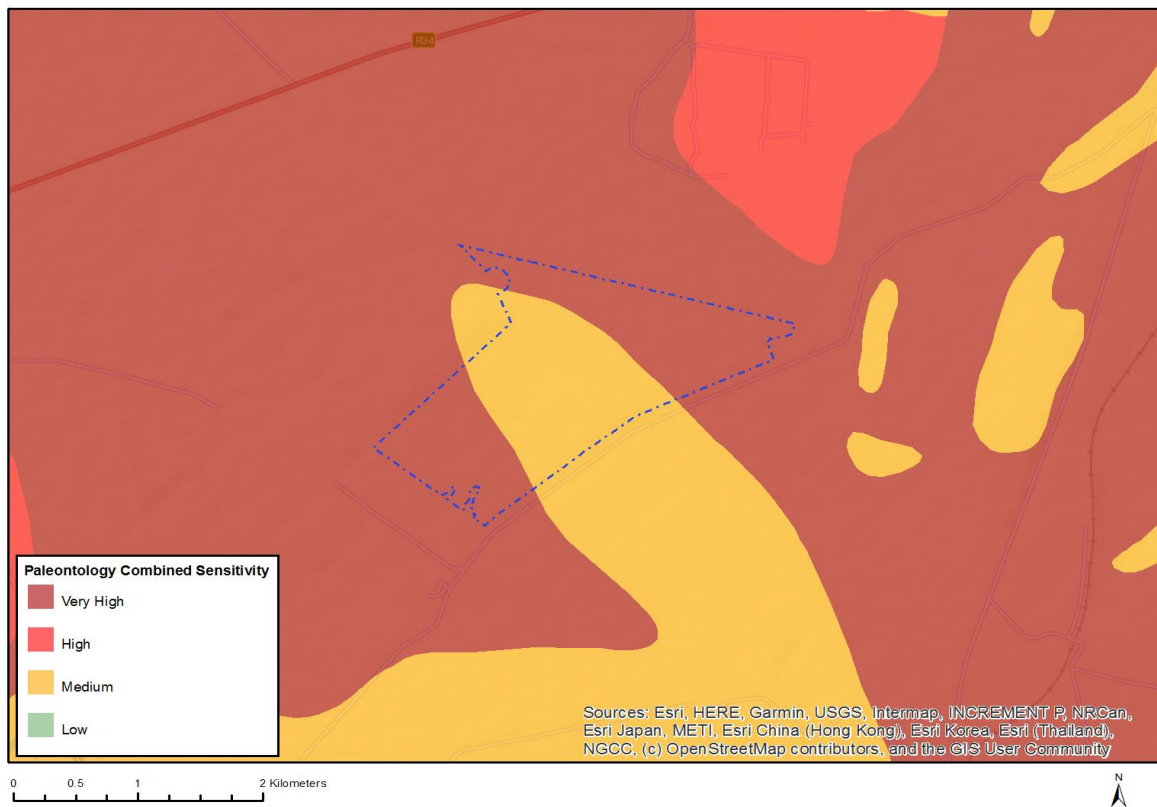 R34
Paleontology Combined Sensitivity
Very High
High
Medium
Low
Sources: Esri, HERE, Garmin, USGS, Intermap, INCREMENT P, NRCan,
Esri Japan, METI, Esri China (Hong Kong), Esri Korea, Esri (Thailand),
NGCC, (c) OpenStreetMap contributors, and the GIS User Community
0 0.5 1 2 Kilometers
N